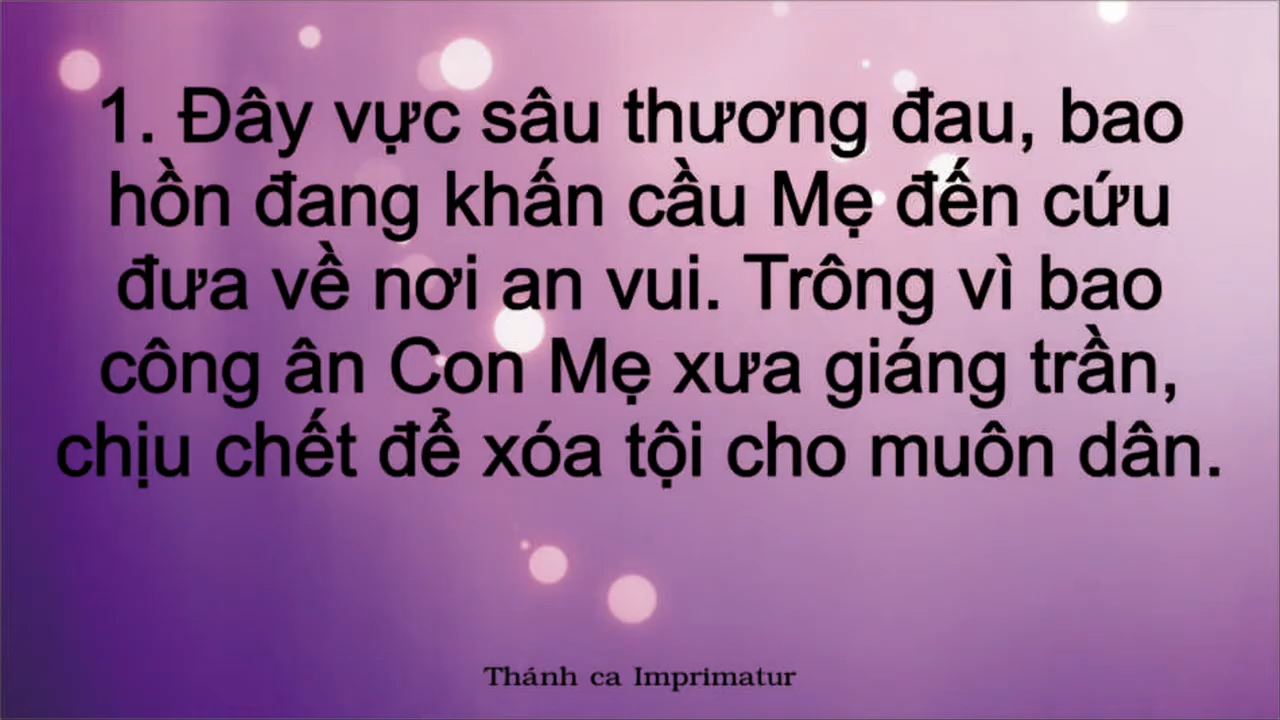 1. Đây vực sâu thương đau, bao
hồn đang khấn cầu Mẹ đến cứu
đưa về nơi an vui. Trông vì bao
công ân Con Mẹ xưa giáng trần,
chịu chết để xóa tội cho muôn dân.
Thánh ca Imprimatur